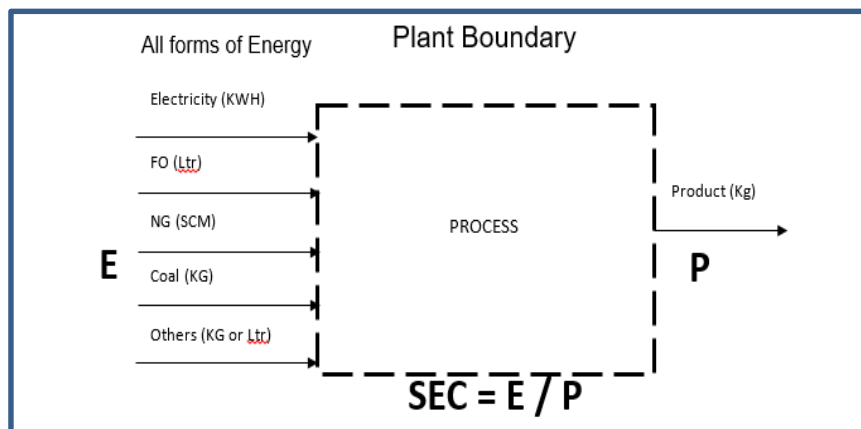 All forms of Energy
Plant Boundary
Electricity (KWH)
FO (Ltr)
NG (SCM)
E
Coal (KG)
Others (KG or Ltr)
PROCESS
Product (Kg)
P
SEC = E / P